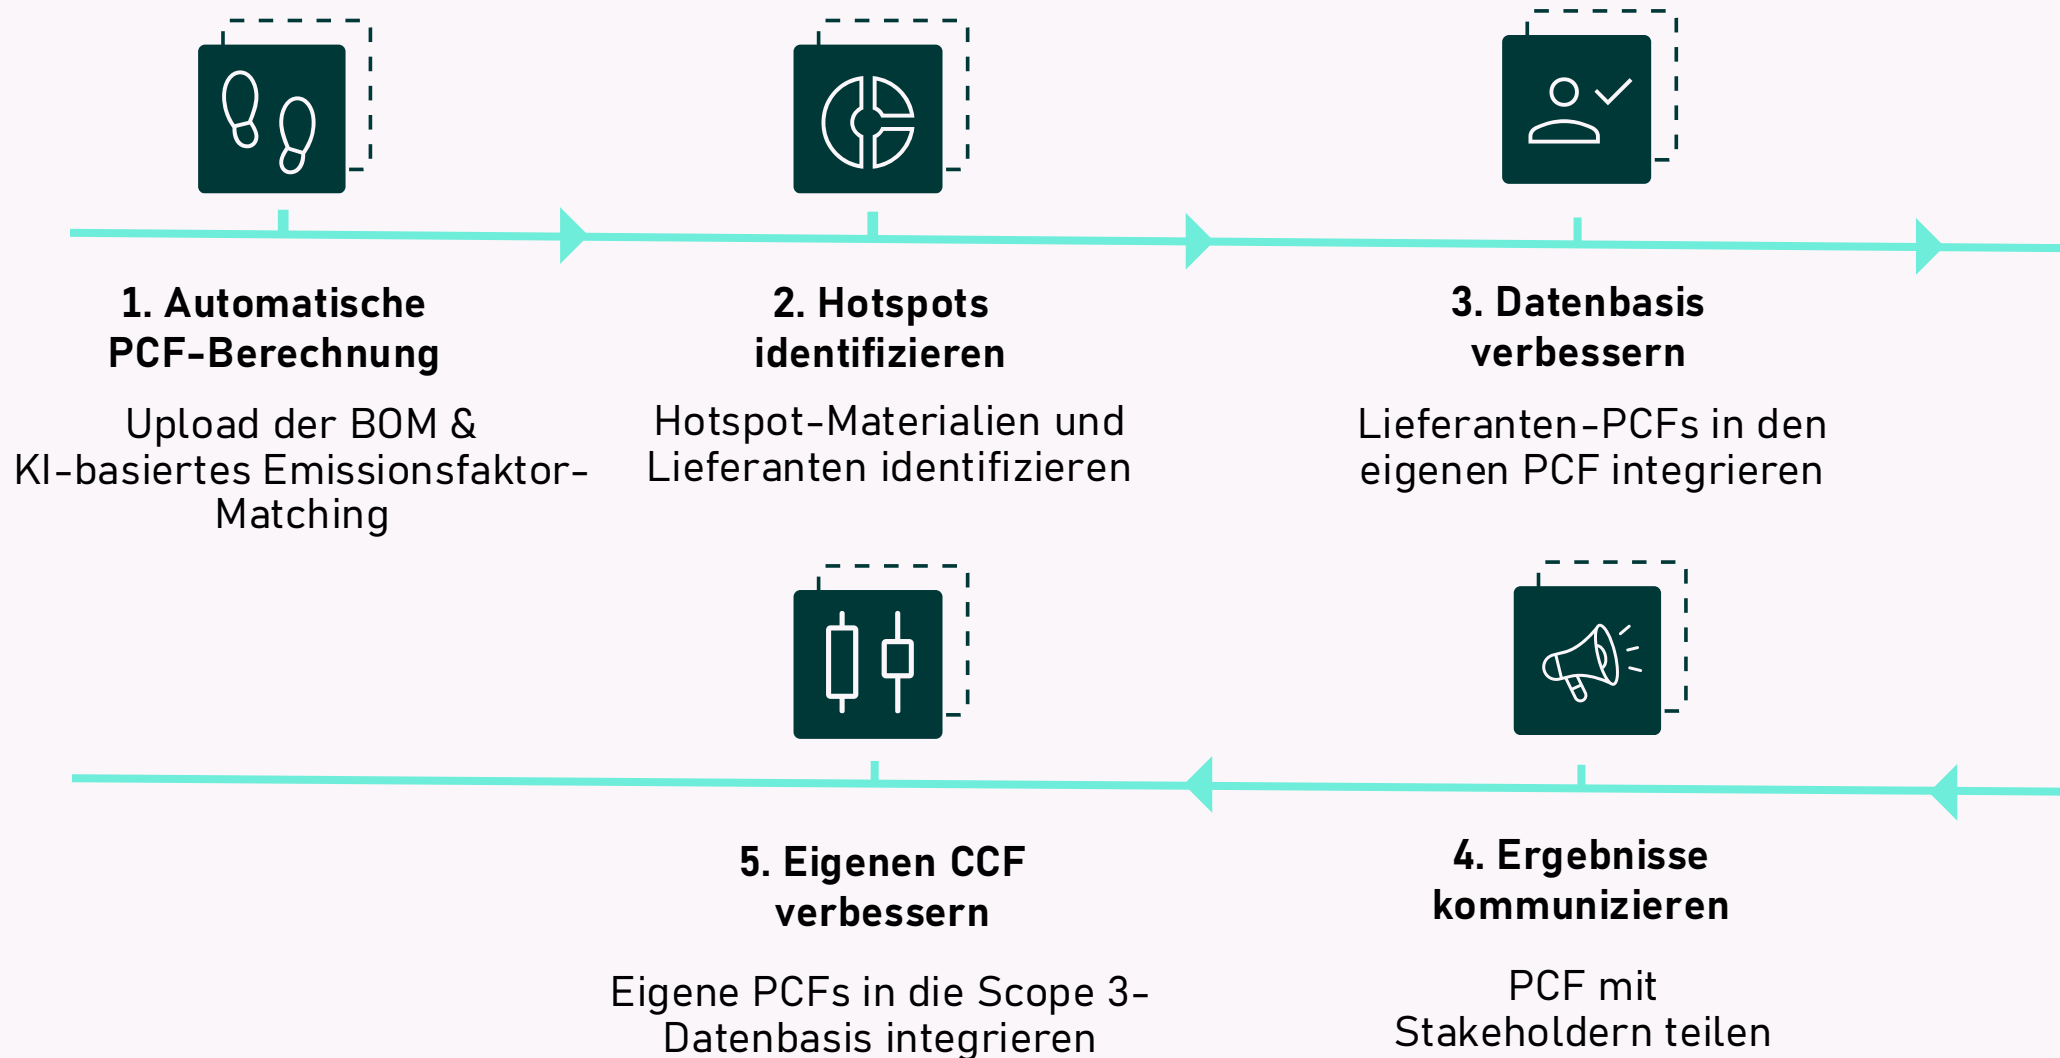 1. Automatische
PCF-Berechnung
Upload der BOM &
KI-basiertes Emissionsfaktor-
Matching
2. Hotspots
identifizieren
Hotspot-Materialien und
Lieferanten identifizieren
3. Datenbasis
verbessern
Lieferanten-PCFs in den
eigenen PCF integrieren
4. Ergebnisse
kommunizieren
PCF mit
Stakeholdern teilen
5. Eigenen CCF
verbessern
Eigene PCFs in die Scope 3-
Datenbasis integrieren